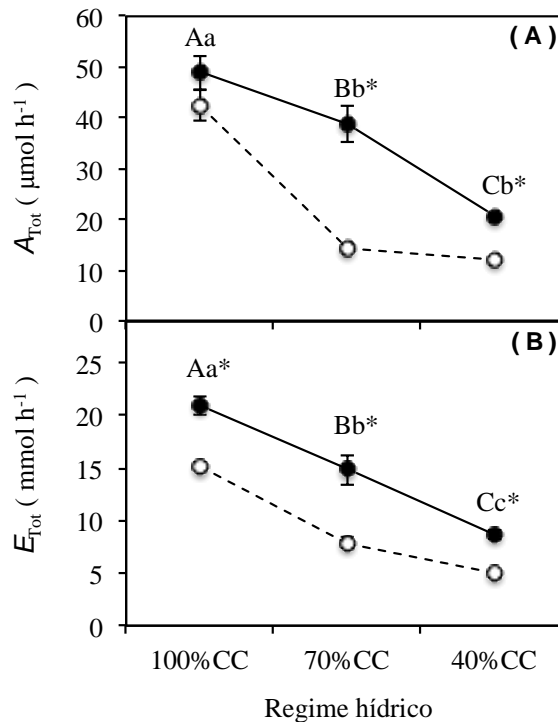 ( A )
A_Tot ( μmol h⁻¹ )
60
50
40
30
20
10
0
Aa
Bb*
Cb*
( B )
E_Tot ( mmol h⁻¹ )
25
20
15
10
5
0
Aa*
Bb*
Cc*
100%CC 70%CC 40%CC
Regime hídrico